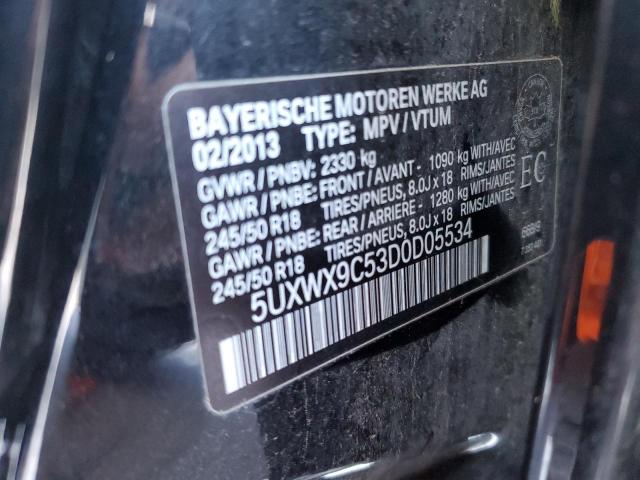 BAYERISCHE MOTOREN WERKE AG
02/2013 TYPE: MPV / VTUM
GVWR / PNBV: 2330 kg
GAWR / PNBE: FRONT / AVANT - 1090 kg WITH/AVEC
245/50 R18 TIRES/PNEUS, 8.0J x 18 RIMS/JANTES
GAWR / PNBE: REAR / ARRIERE - 1280 kg WITH/AVEC
245/50 R18 TIRES/PNEUS, 8.0J x 18 RIMS/JANTES
5UXWX9C53D0D05534
EC